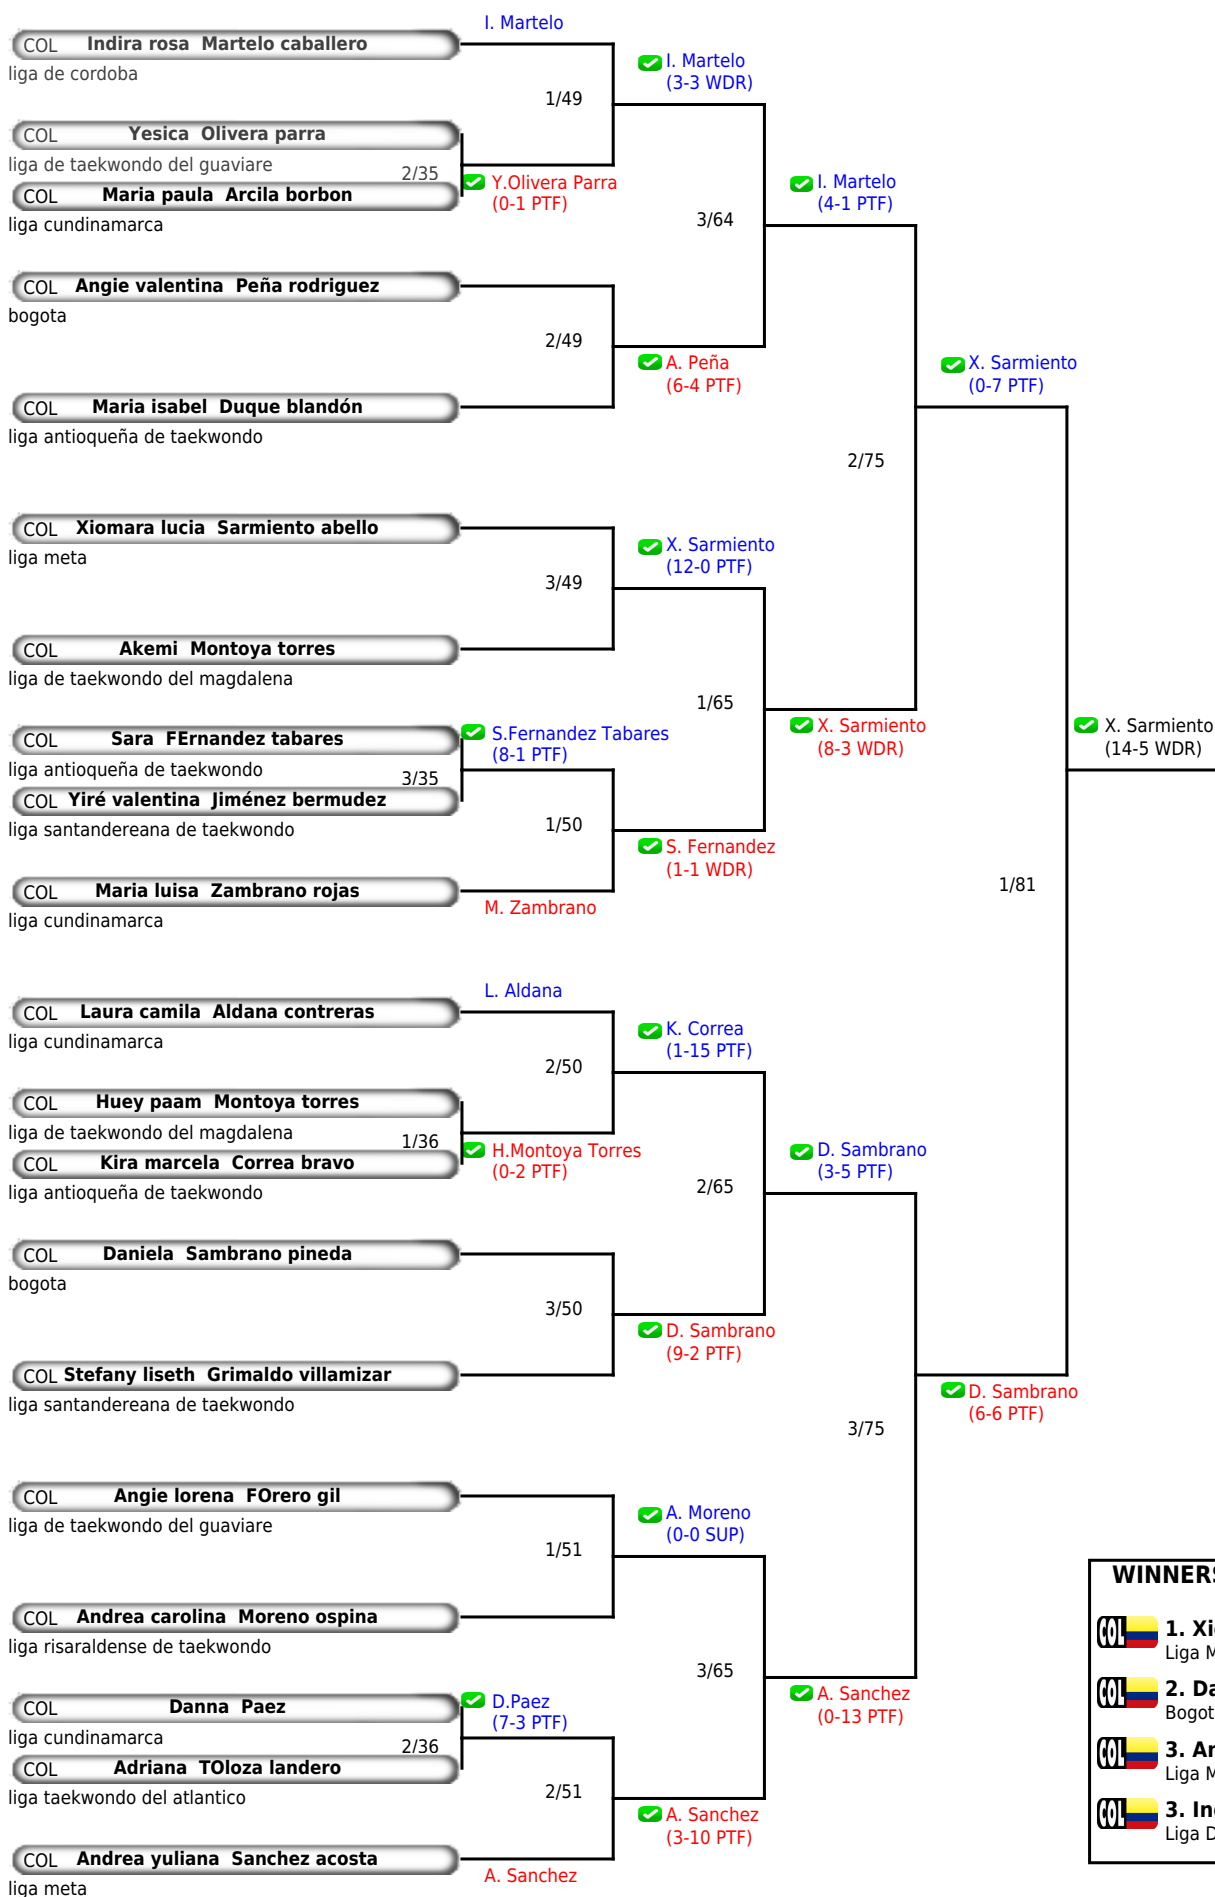 I. Martelo
COL Indira rosa Martelo caballero
liga de cordoba
I. Martelo
(3-3 WDR)
1/49
COL Yesica Olivera parra
liga de taekwondo del guaviare
2/35
Y.Olivera Parra
(0-1 PTF)
COL Maria paula Arcila borbon
liga cundinamarca
I. Martelo
(4-1 PTF)
3/64
COL Angie valentina Peña rodriguez
bogota
2/49
A. Peña
(6-4 PTF)
X. Sarmiento
(0-7 PTF)
COL Maria isabel Duque blandón
liga antioqueña de taekwondo
2/75
COL Xiomara lucia Sarmiento abello
liga meta
X. Sarmiento
(12-0 PTF)
3/49
COL Akemi Montoya torres
liga de taekwondo del magdalena
1/65
COL Sara FErnandez tabares
liga antioqueña de taekwondo
3/35
S.Fernandez Tabares
(8-1 PTF)
X. Sarmiento
(8-3 WDR)
X. Sarmiento
(14-5 WDR)
COL Yiré valentina Jiménez bermudez
liga santandereana de taekwondo
1/50
S. Fernandez
(1-1 WDR)
COL Maria luisa Zambrano rojas
liga cundinamarca
M. Zambrano
1/81
L. Aldana
COL Laura camila Aldana contreras
liga cundinamarca
K. Correa
(1-15 PTF)
2/50
COL Huey paam Montoya torres
liga de taekwondo del magdalena
1/36
H.Montoya Torres
(0-2 PTF)
COL Kira marcela Correa bravo
liga antioqueña de taekwondo
D. Sambrano
(3-5 PTF)
2/65
COL Daniela Sambrano pineda
bogota
3/50
D. Sambrano
(9-2 PTF)
COL Stefany liseth Grimaldo villamizar
liga santandereana de taekwondo
D. Sambrano
(6-6 PTF)
3/75
COL Angie lorena FOrero gil
liga de taekwondo del guaviare
A. Moreno
(0-0 SUP)
1/51
COL Andrea carolina Moreno ospina
liga risaraldense de taekwondo
3/65
COL Danna Paez
liga cundinamarca
2/36
D.Paez
(7-3 PTF)
A. Sanchez
(0-13 PTF)
COL Adriana TOloza landero
liga taekwondo del atlantico
2/51
A. Sanchez
(3-10 PTF)
COL Andrea yuliana Sanchez acosta
liga meta
A. Sanchez
WINNERS
COL 1.
Liga
COL 2.
COL 3.
Liga
COL 3.
Liga